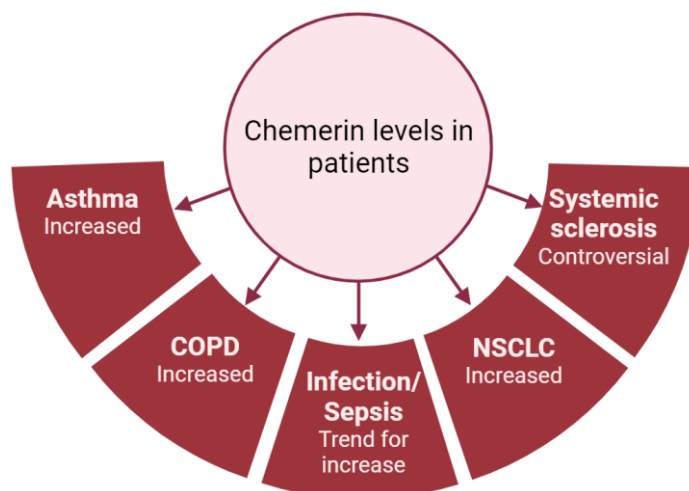 Chemerin levels in
patients
Asthma
Increased
COPD
Increased
Infection/
Sepsis
Trend for
increase
NSCLC
Increased
Systemic
sclerosis
Controversial